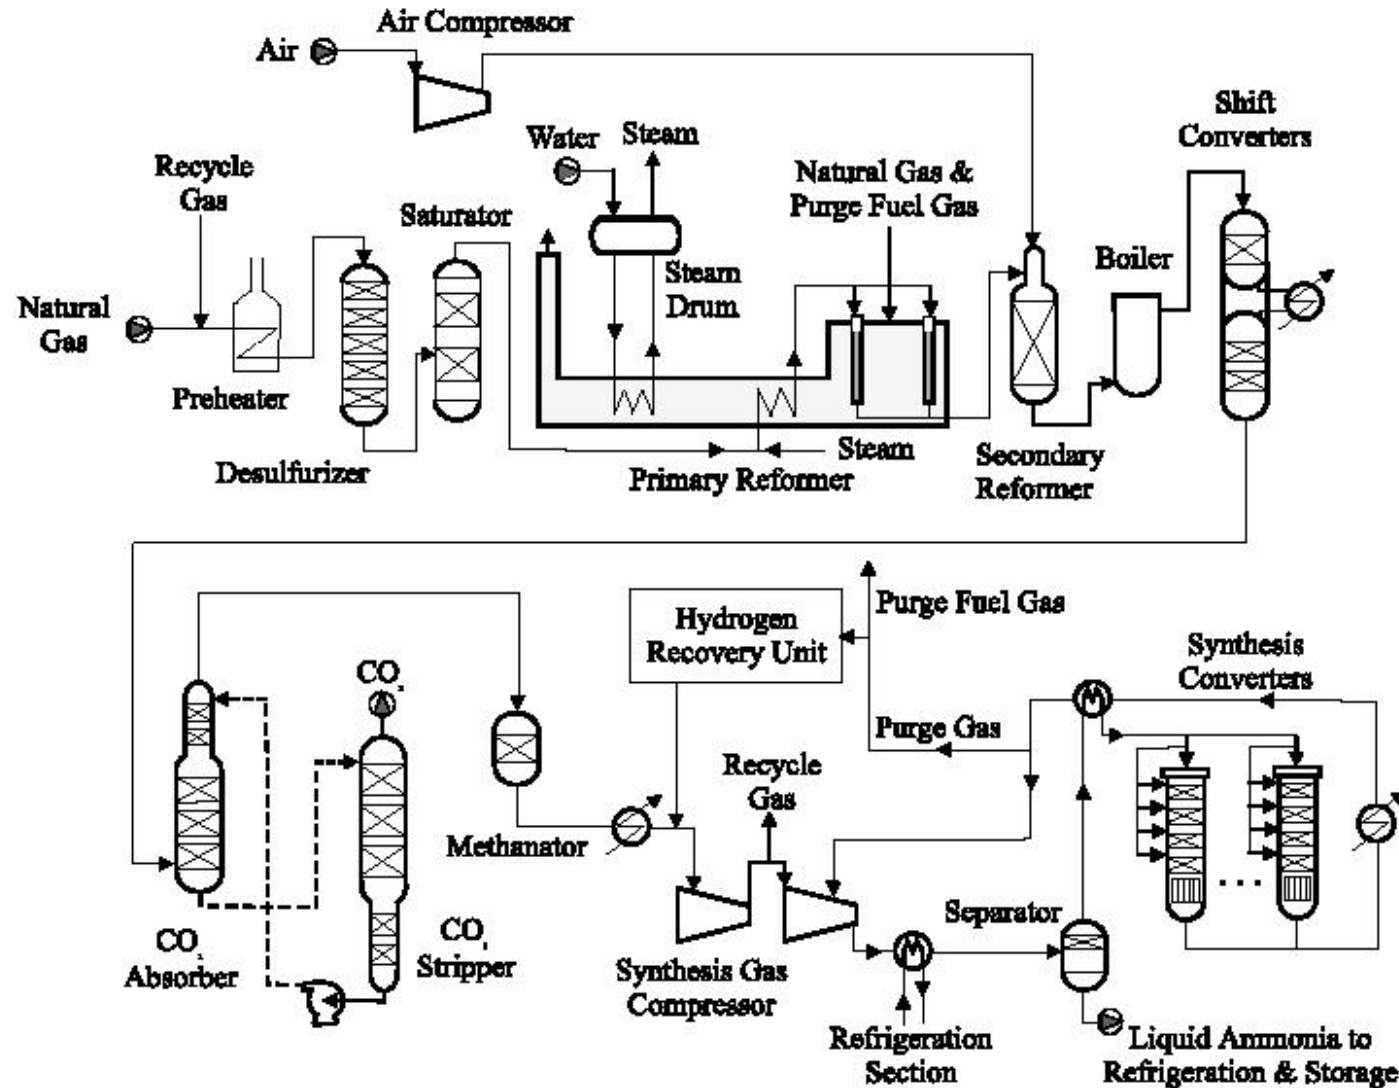 Air Compressor
Air
Shift
Converters
Water
Steam
Recycle
Gas
Natural Gas &
Purge Fuel Gas
Saturator
Boiler
Steam
Drum
Natural
Gas
Preheater
Steam
Desulfurizer
Primary Reformer
Secondary
Reformer
Purge Fuel Gas
Hydrogen
Recovery Unit
Synthesis
Converters
CO
Purge Gas
Recycle
Gas
Methanator
Separator
CO
Absorber
CO
Stripper
Synthesis Gas
Compressor
Refrigeration
Section
Liquid Ammonia to
Refrigeration & Storage